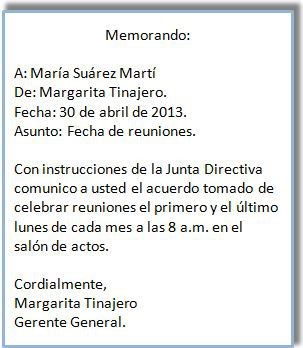 Memorando:
A: María Suárez Martí
De: Margarita Tinajero.
Fecha: 30 de abril de 2013.
Asunto: Fecha de reuniones.
Con instrucciones de la Junta Directiva
comunico a usted el acuerdo tomado de
celebrar reuniones el primero y el último
lunes de cada mes a las 8 a.m. en el
salón de actos.
Cordialmente,
Margarita Tinajero
Gerente General.